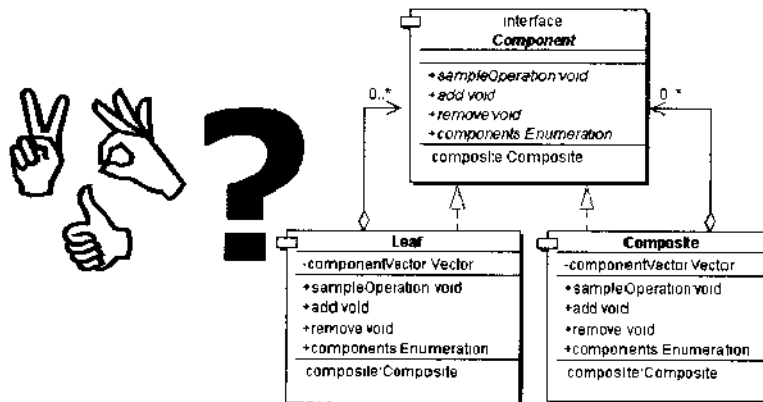 interface
Component
+sampleOperation void
+add void
+remove void
+components Enumeration
composite Composite
0..*
0..*
?
Leaf
-componentVector Vector
+sampleOperation void
+add void
+remove void
+components Enumeration
composite:Composite
Composite
-componentVector Vector
+sampleOperation void
+add void
+remove void
+components Enumeration
composite:Composite